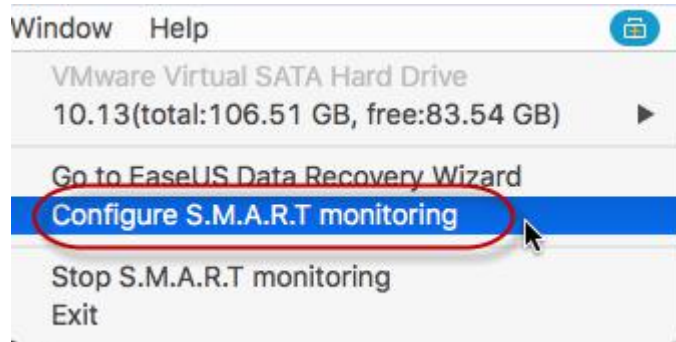 Window Help
VMware Virtual SATA Hard Drive
10.13(total:106.51 GB, free:83.54 GB)
Go to EaseUS Data Recovery Wizard
Configure S.M.A.R.T monitoring
Stop S.M.A.R.T monitoring
Exit